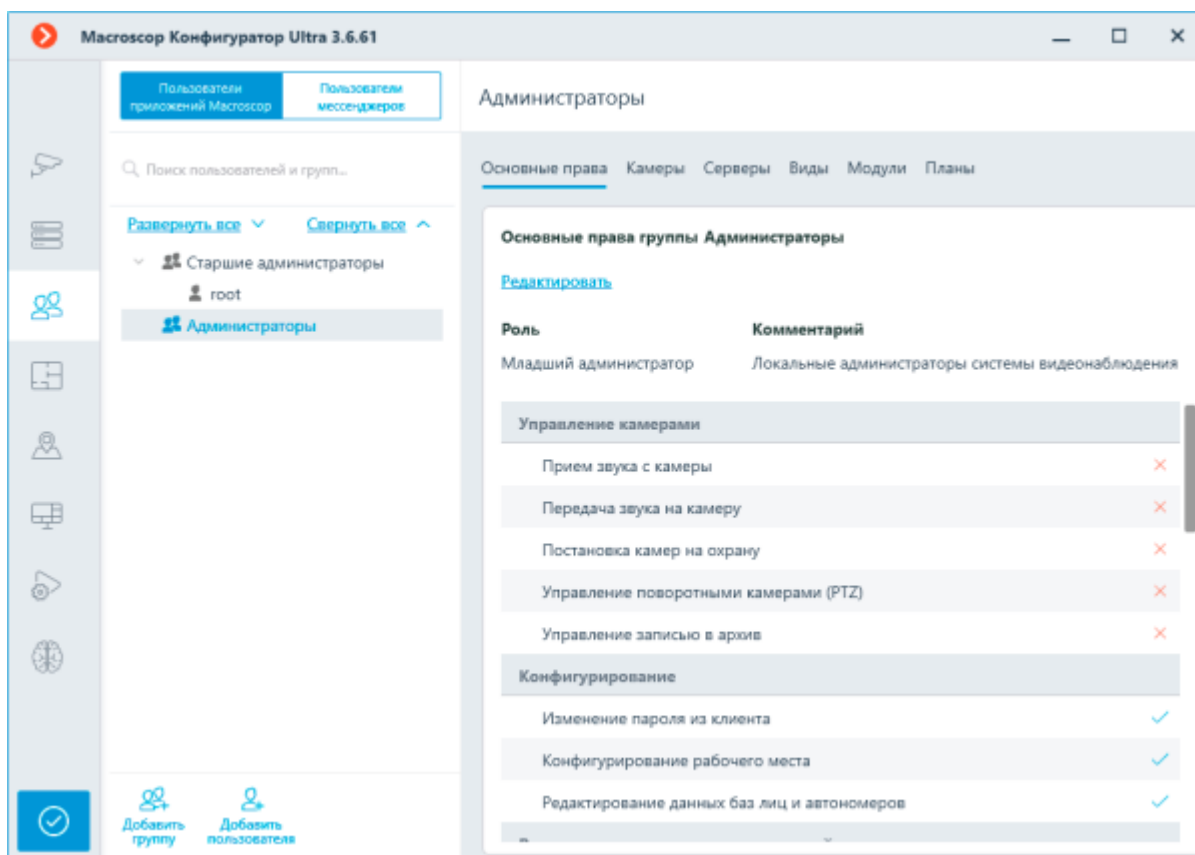 Macroscop Конфигуратор Ultra 3.6.61
Пользователи приложений Macroscop
Пользователи мессенджеров
Поиск пользователей и групп...
Развернуть все
Свернуть все
Старшие администраторы
root
Администраторы
Добавить группу
Добавить пользователя
Администраторы
Основные права Камеры Серверы Виды Модули Планы
Основные права группы Администраторы
Редактировать
Роль Комментарий
Младший администратор Локальные администраторы системы видеонаблюдения
Управление камерами
Прием звука с камеры
Передача звука на камеру
Постановка камер на охрану
Управление поворотными камерами (PTZ)
Управление записью в архив
Конфигурирование
Изменение пароля из клиента
Конфигурирование рабочего места
Редактирование данных баз лиц и автономеров